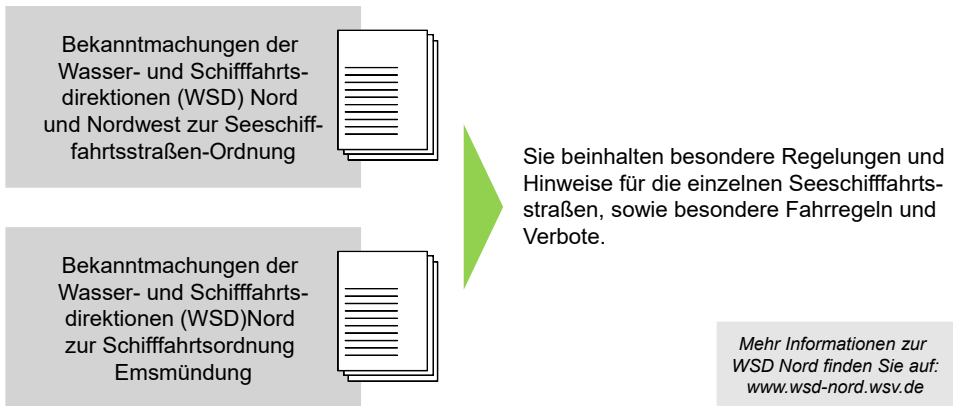 Bekanntmachungen der
Wasser- und Schifffahrts-
direktionen (WSD) Nord
und Nordwest zur Seeschiff-
fahrtsstraßen-Ordnung
Sie beinhalten besondere Regelungen und
Hinweise für die einzelnen Seeschifffahrts-
straßen, sowie besondere Fahrregeln und
Verbote.
Bekanntmachungen der
Wasser- und Schifffahrts-
direktionen (WSD)Nord
zur Schifffahrtsordnung
Emsmündung
Mehr Informationen zur
WSD Nord finden Sie auf:
www.wsd-nord.wsv.de